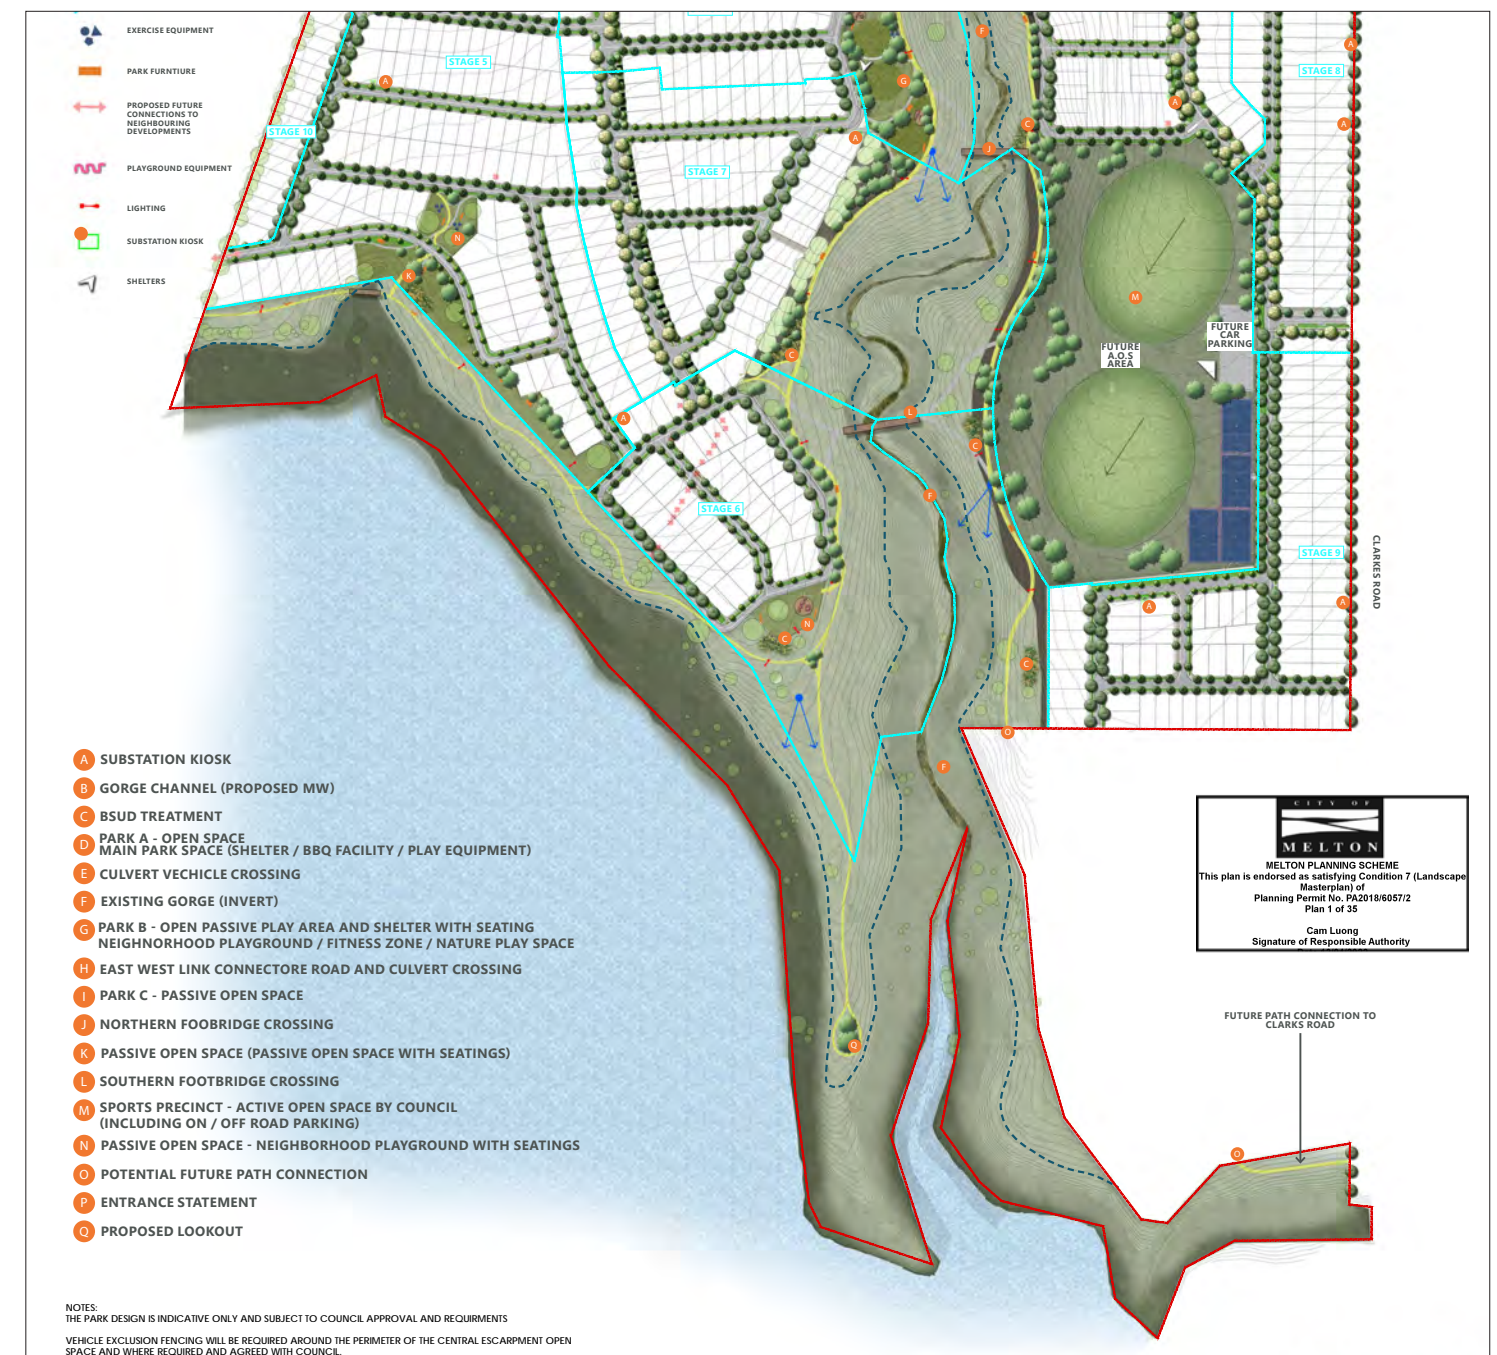 EXERCISE EQUIPMENT
PARK FURNTIURE
PROPOSED FUTURE
CONNECTIONS TO
NEIGHBOURING
DEVELOPMENTS
PLAYGROUND EQUIPMENT
LIGHTING
SUBSTATION KIOSK
SHELTERS
STAGE 5
STAGE 10
STAGE 7
STAGE 8
STAGE 6
STAGE 9
A
A
A
A
A
A
A
A
G
F
C
J
N
K
M
C
L
C
F
N
C
C
O
F
Q
O
FUTURE
CAR
PARKING
FUTURE
A.O.S
AREA
CLARKES ROAD
A SUBSTATION KIOSK
B GORGE CHANNEL (PROPOSED MW)
C BSUD TREATMENT
D PARK A - OPEN SPACE
MAIN PARK SPACE (SHELTER / BBQ FACILITY / PLAY EQUIPMENT)
E CULVERT VECHICLE CROSSING
F EXISTING GORGE (INVERT)
G PARK B - OPEN PASSIVE PLAY AREA AND SHELTER WITH SEATING
NEIGHNORHOOD PLAYGROUND / FITNESS ZONE / NATURE PLAY SPACE
H EAST WEST LINK CONNECTORE ROAD AND CULVERT CROSSING
I PARK C - PASSIVE OPEN SPACE
J NORTHERN FOOBRIDGE CROSSING
K PASSIVE OPEN SPACE (PASSIVE OPEN SPACE WITH SEATINGS)
L SOUTHERN FOOTBRIDGE CROSSING
M SPORTS PRECINCT - ACTIVE OPEN SPACE BY COUNCIL
(INCLUDING ON / OFF ROAD PARKING)
N PASSIVE OPEN SPACE - NEIGHBORHOOD PLAYGROUND WITH SEATINGS
O POTENTIAL FUTURE PATH CONNECTION
P ENTRANCE STATEMENT
Q PROPOSED LOOKOUT
CITY OF
MELTON
MELTON PLANNING SCHEME
This plan is endorsed as satisfying Condition 7 (Landscape
Masterplan) of
Planning Permit No. PA2018/6057/2
Plan 1 of 35
Cam Luong
Signature of Responsible Authority
FUTURE PATH CONNECTION TO
CLARKS ROAD
NOTES:
THE PARK DESIGN IS INDICATIVE ONLY AND SUBJECT TO COUNCIL APPROVAL AND REQUIRMENTS
VEHICLE EXCLUSION FENCING WILL BE REQUIRED AROUND THE PERIMETER OF THE CENTRAL ESCARPMENT OPEN
SPACE AND WHERE REQUIRED AND AGREED WITH COUNCIL.